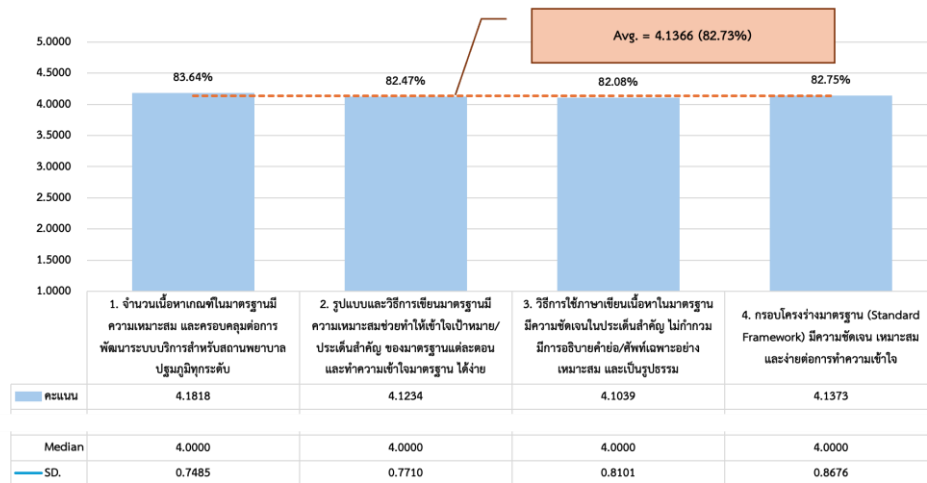 Avg. = 4.1366 (82.73%)
5.0000
4.5000
4.0000
3.5000
3.0000
2.5000
2.0000
1.5000
1.0000
83.64%
82.47%
82.08%
82.75%
1. จำนวนเนื้อหาเกณฑ์ในมาตรฐานมี
ความเหมาะสม และครอบคลุมต่อการ
พัฒนาระบบบริการสำหรับสถานพยาบาล
ปฐมภูมิทุกระดับ
2. รูปแบบและวิธีการเขียนมาตรฐานมี
ความเหมาะสมช่วยทำให้เข้าใจเป้าหมาย/
ประเด็นสำคัญ ของมาตรฐานแต่ละตอน
และทำความเข้าใจมาตรฐาน ได้ง่าย
3. วิธีการใช้ภาษาเขียนเนื้อหาในมาตรฐาน
มีความชัดเจนในประเด็นสำคัญ ไม่กำกวม
มีการอธิบายคำย่อ/ศัพท์เฉพาะอย่าง
เหมาะสม และเป็นรูปธรรม
4. กรอบโครงร่างมาตรฐาน (Standard
Framework) มีความชัดเจน เหมาะสม
และง่ายต่อการทำความเข้าใจ
คะแนน 4.1818 4.1234 4.1039 4.1373
Median 4.0000 4.0000 4.0000 4.0000
SD. 0.7485 0.7710 0.8101 0.8676